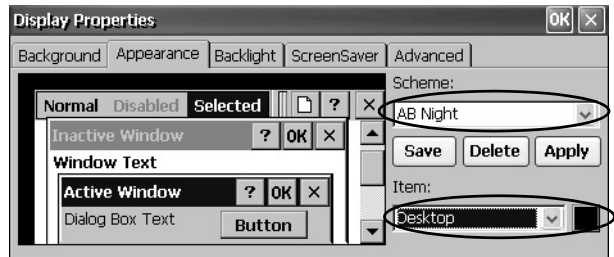 Display Properties OK ×
Background Appearance Backlight ScreenSaver Advanced
Scheme:
AB Night
Save Delete Apply
Item:
Desktop
Normal Disabled Selected ? ×
Inactive Window ? OK ×
Window Text
Active Window ? OK ×
Dialog Box Text Button